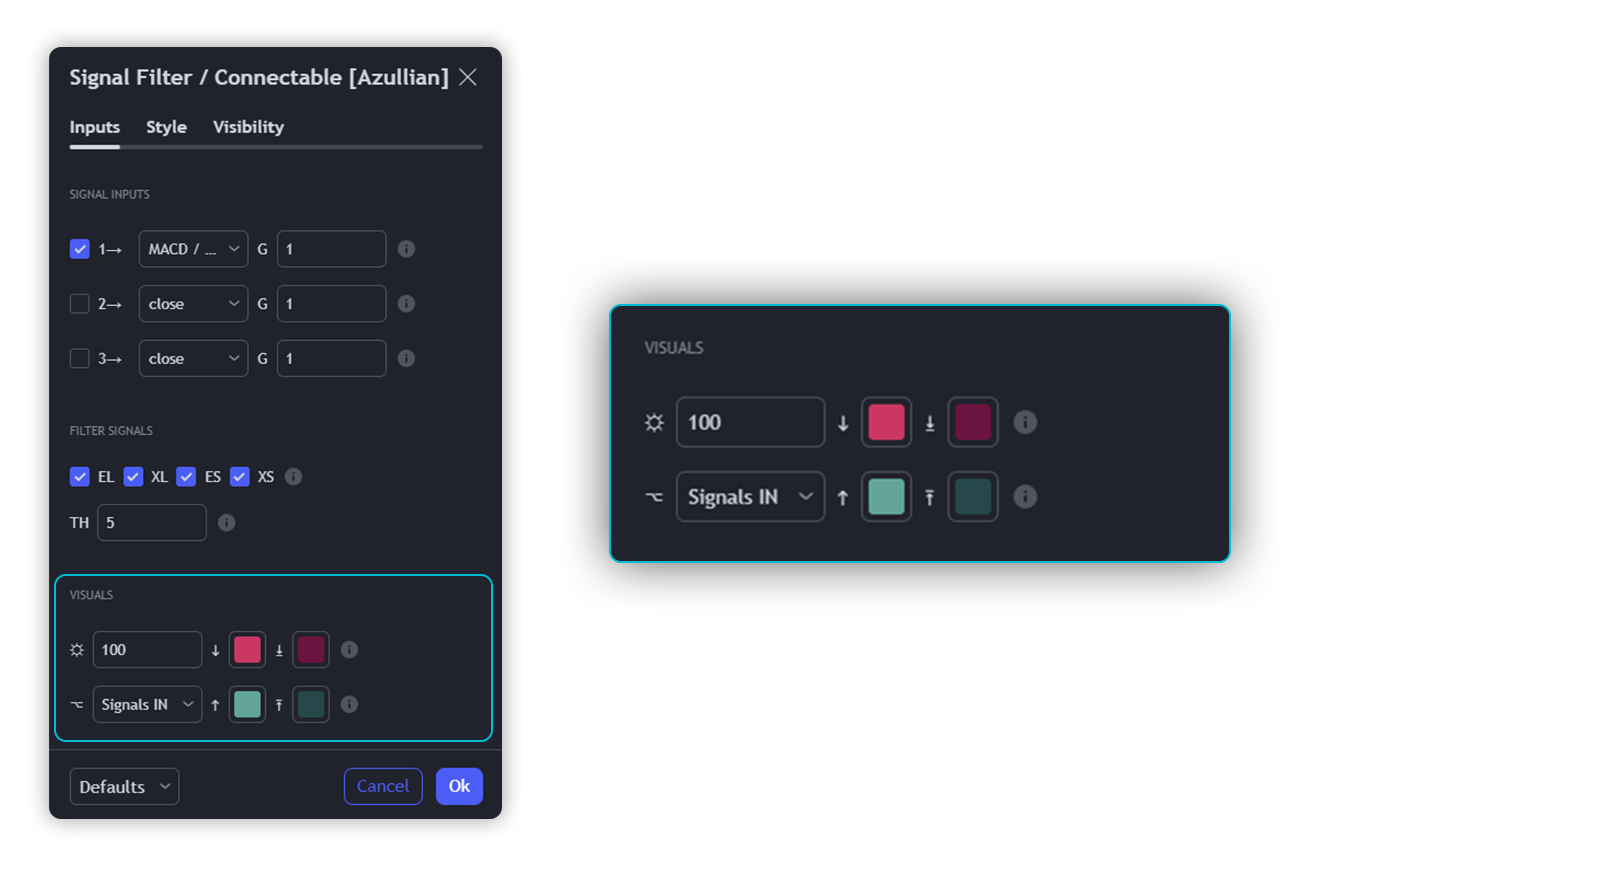 Signal Filter / Connectable [Azullian]
Inputs Style Visibility
SIGNAL INPUTS
1→ MACD / ... G 1
2→ close G 1
3→ close G 1
FILTER SIGNALS
EL XL ES XS
TH 5
VISUALS
☼ 100 ↓ ⤓
⌥ Signals IN ↑ ⤒
Defaults Cancel Ok
VISUALS
☼ 100 ↓ ⤓
⌥ Signals IN ↑ ⤒